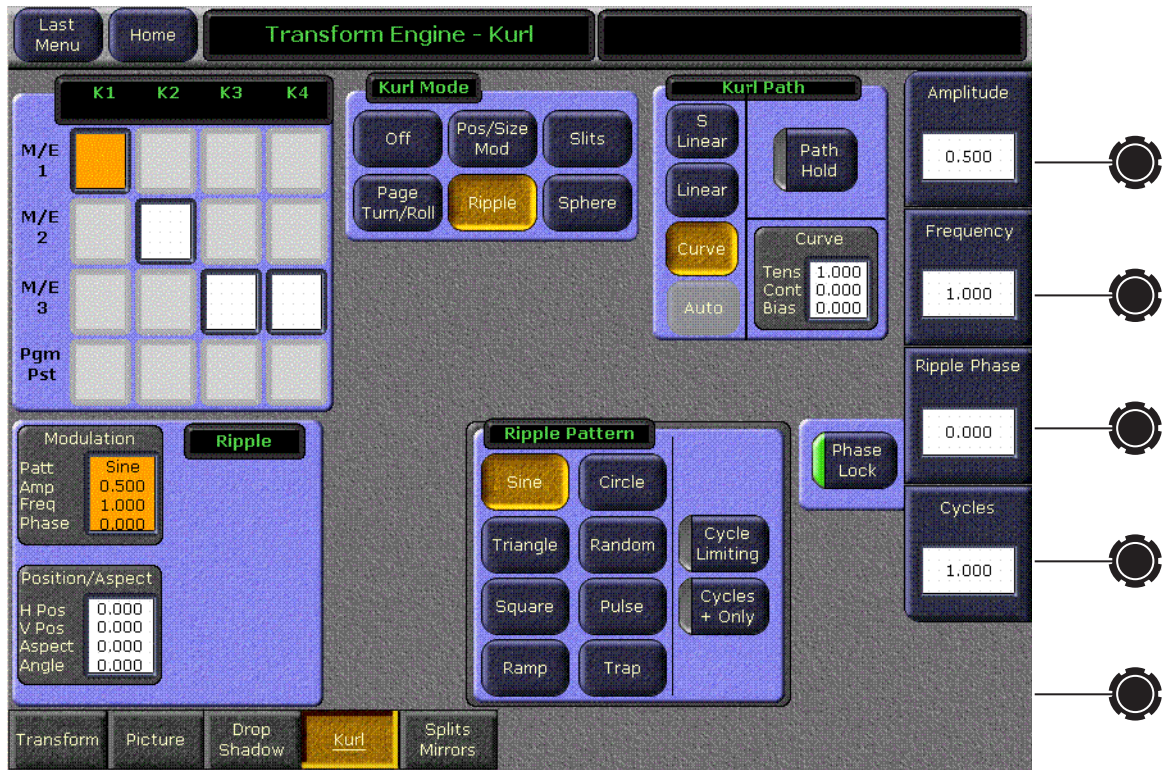 Last
Menu
Home
Transform Engine - Kurl
K1 K2 K3 K4
M/E
1
M/E
2
M/E
3
Pgm
Pst
Kurl Mode
Off
Pos/Size
Mod
Slits
Page
Turn/Roll
Ripple
Sphere
Kurl Path
S
Linear
Linear
Curve
Auto
Path
Hold
Curve
Tens 1.000
Cont 0.000
Bias 0.000
Amplitude
0.500
Frequency
1.000
Ripple Phase
0.000
Cycles
1.000
Modulation
Patt Sine
Amp 0.500
Freq 1.000
Phase 0.000
Ripple
Position/Aspect
H Pos 0.000
V Pos 0.000
Aspect 0.000
Angle 0.000
Ripple Pattern
Sine
Circle
Triangle
Random
Square
Pulse
Ramp
Trap
Cycle
Limiting
Cycles
+ Only
Phase
Lock
Transform
Picture
Drop
Shadow
Kurl
Splits
Mirrors